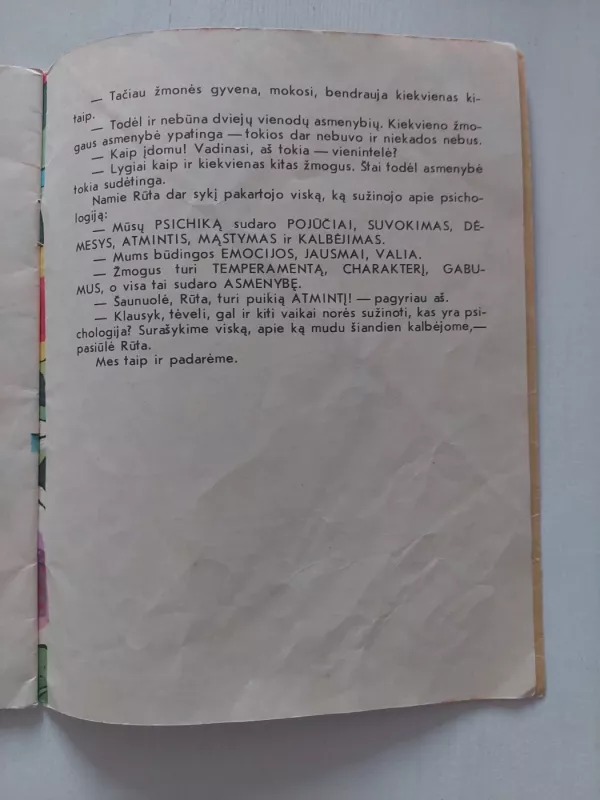 — Tačiau žmonės gyvena, mokosi, bendrauja kiekvienas ki-
taip.
— Todėl ir nebūna dviejų vienodų asmenybių. Kiekvieno žmo-
gaus asmenybė ypatinga — tokios dar nebuvo ir niekados nebus.
— Kaip įdomu! Vadinasi, aš tokia — vienintelė?
— Lygiai kaip ir kiekvienas kitas žmogus. Štai todėl asmenybė
tokia sudėtinga.
Namie Rūta dar sykį pakartojo viską, ką sužinojo apie psicho-
logiją:
— Mūsų PSICHIKĄ sudaro POJŪČIAI, SUVOKIMAS, DĖ-
MESYS, ATMINTIS, MĄSTYMAS ir KALBĖJIMAS.
— Mums būdingos EMOCIJOS, JAUSMAI, VALIA.
— Žmogus turi TEMPERAMENTĄ, CHARAKTERĮ, GABU-
MUS, o visa tai sudaro ASMENYBĘ.
— Šaunuolė, Rūta, turi puikią ATMINTĮ! — pagyriau aš.
— Klausyk, tėveli, gal ir kiti vaikai norės sužinoti, kas yra psi-
chologija? Surašykime viską, apie ką mudu šiandien kalbėjome,—
pasiūlė Rūta.
Mes taip ir padarėme.